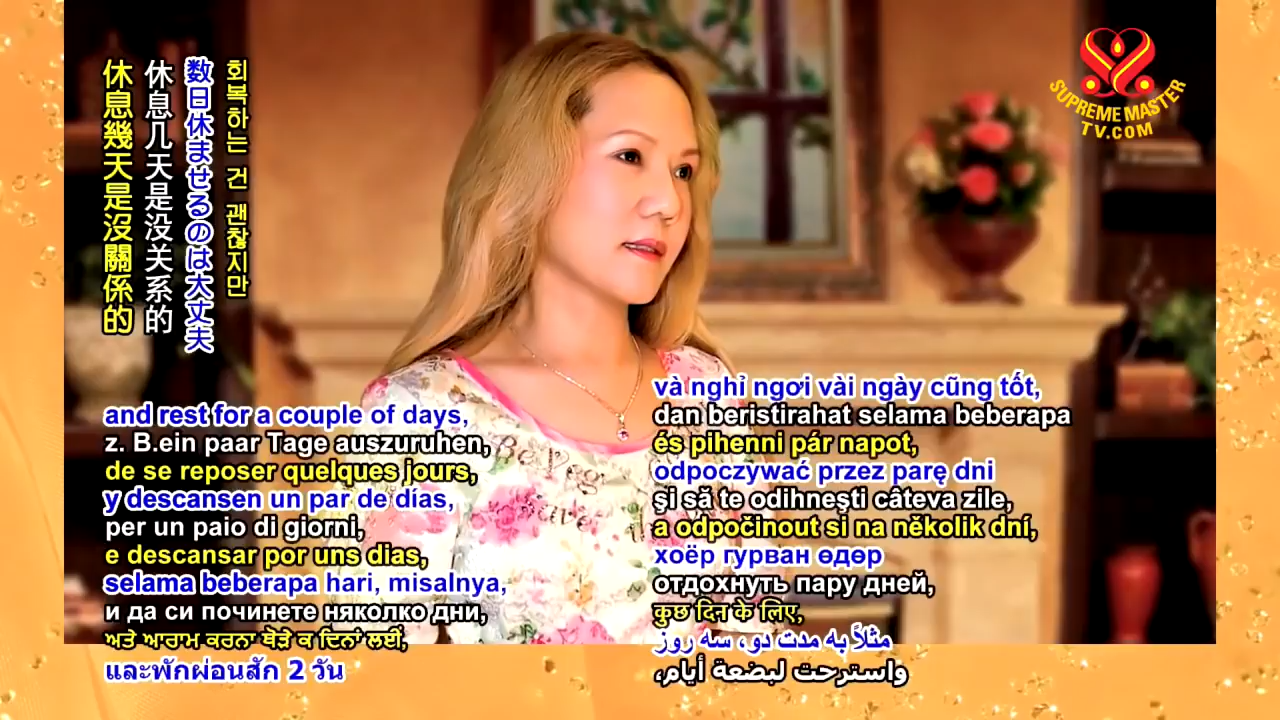 회복하는 건 괜찮지만
数日休ませるのは大丈夫
休息几天是没关系的
休息幾天是沒關係的
SUPREME MASTER
TV.COM
and rest for a couple of days,
z. B.ein paar Tage auszuruhen,
de se reposer quelques jours,
y descansen un par de días,
per un paio di giorni,
e descansar por uns dias,
selama beberapa hari, misalnya,
и да си починете няколко дни,
ਅਤੇ ਆਰਾਮ ਕਰਨਾ ਥੋੜੇ ਕ ਦਿਨਾਂ ਲਈ,
และพักผ่อนสัก 2 วัน
và nghỉ ngơi vài ngày cũng tốt,
dan beristirahat selama beberapa
és pihenni pár napot,
odpoczywać przez parę dni
şi să te odihneşti câteva zile,
a odpočinout si na několik dní,
хоёр гурван өдөр
отдохнуть пару дней,
कुछ दिन के लिए,
مثلاً به مدت دو، سه روز
واسترحت لبضعة أيام،
Be Veg